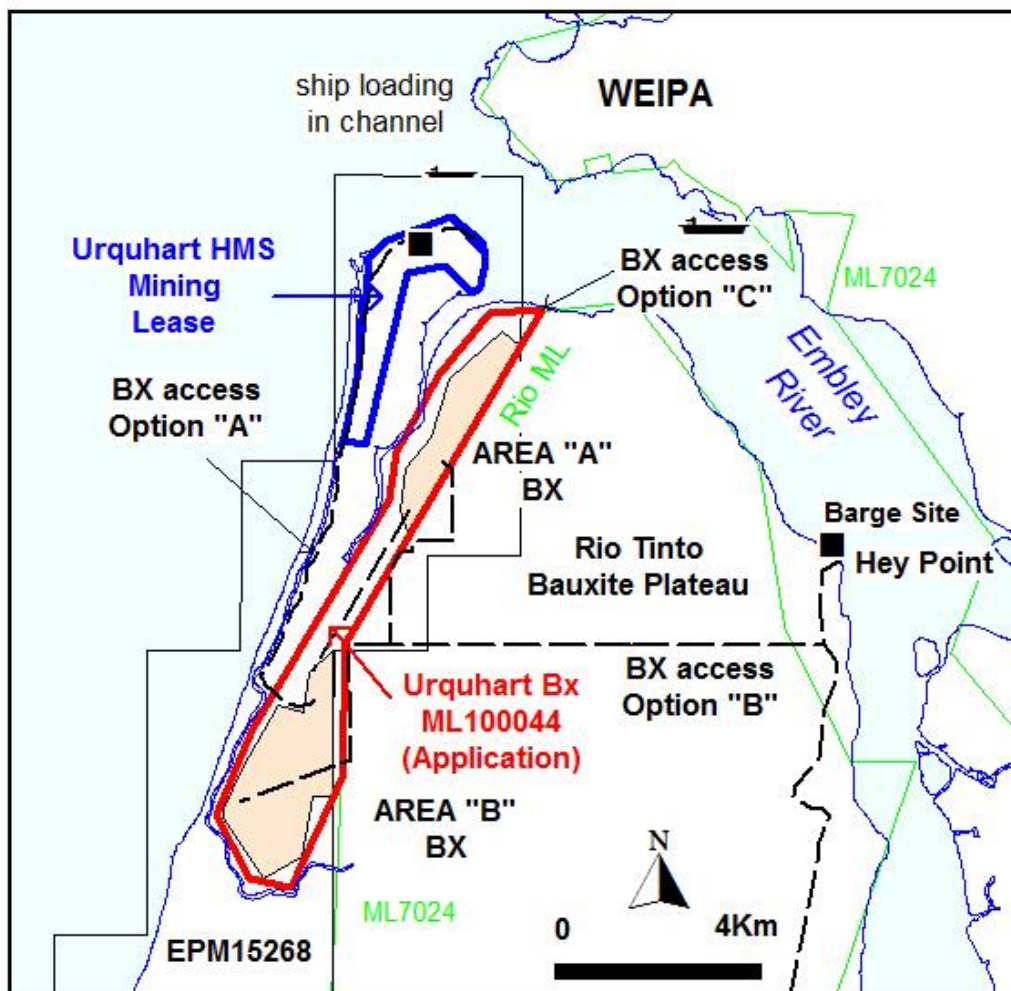 ship loading
in channel
WEIPA
Urquhart HMS
Mining
Lease
BX access
Option "C"
ML7024
Embley
River
BX access
Option "A"
Rio ML
AREA "A"
BX
Barge Site
Hey Point
Rio Tinto
Bauxite Plateau
BX access
Option "B"
Urquhart Bx
ML100044
(Application)
AREA "B"
BX
N
ML7024
0 4Km
EPM15268